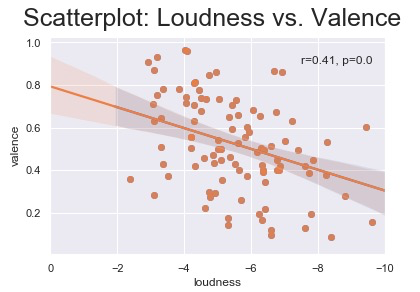 Scatterplot: Loudness vs. Valence
1.0
r=0.41, p=0.0
0.8
valence
0.6
0.4
0.2
0 −2 −4 −6 −8 −10
loudness